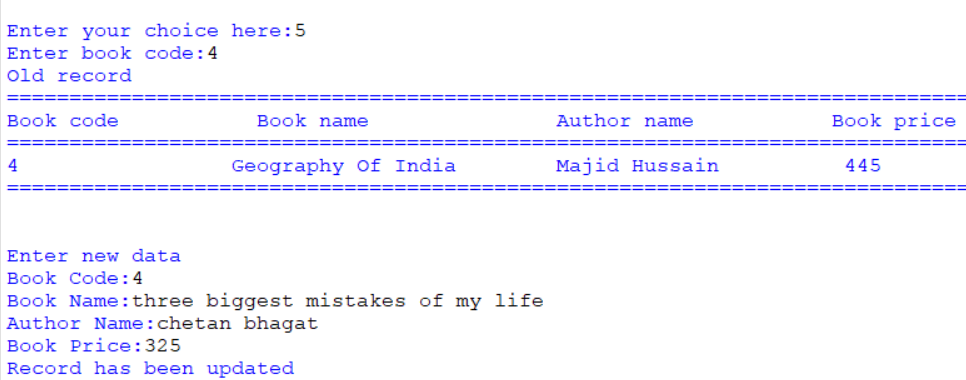 Enter your choice here:5
Enter book code:4
Old record
================================================================================
Book code Book name Author name Book price
================================================================================
4 Geography Of India Majid Hussain 445
================================================================================
Enter new data
Book Code:4
Book Name:three biggest mistakes of my life
Author Name:chetan bhagat
Book Price:325
Record has been updated